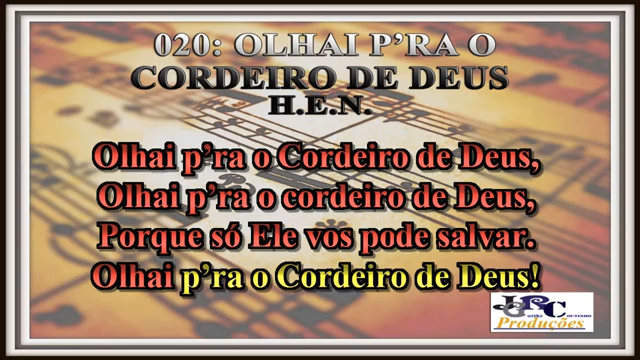 020: OLHAI P’RA O
CORDEIRO DE DEUS
H.E.N.
Olhai p’ra o Cordeiro de Deus,
Olhai p’ra o cordeiro de Deus,
Porque só Ele vos pode salvar.
Olhai p’ra o Cordeiro de Deus!
Produções